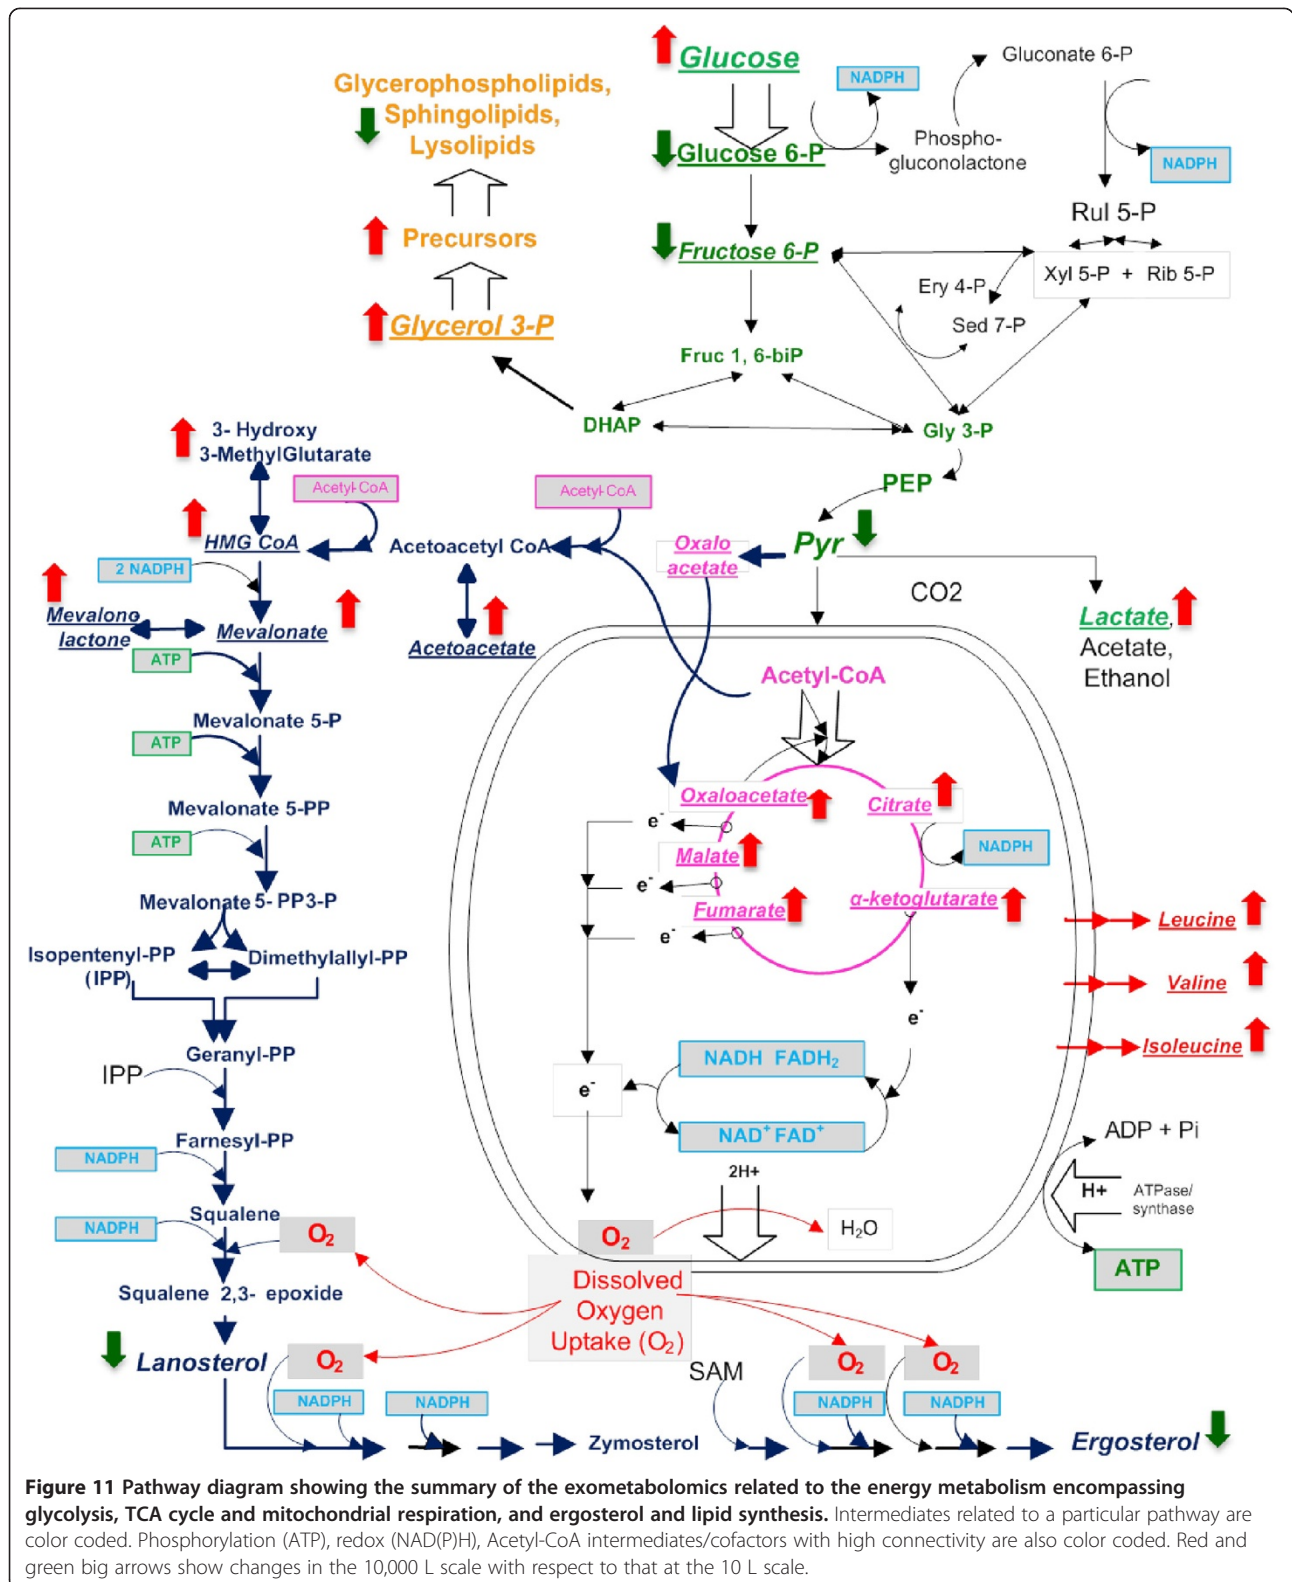 Glucose
NADPH
Gluconate 6-P
Glycerophospholipids,
Sphingolipids,
Lysolipids
Glucose 6-P
Phospho-
gluconolactone
NADPH
Rul 5-P
Precursors
Fructose 6-P
Xyl 5-P + Rib 5-P
Ery 4-P
Sed 7-P
Glycerol 3-P
Fruc 1, 6-biP
DHAP
Gly 3-P
3- Hydroxy
3-MethylGlutarate
PEP
Acetyl-CoA
Acetyl-CoA
HMG CoA
Acetoacetyl CoA
Oxalo
acetate
Pyr
2 NADPH
CO2
Mevalono
lactone
Mevalonate
Acetoacetate
Lactate,
Acetate,
Ethanol
ATP
Acetyl-CoA
Mevalonate 5-P
ATP
Oxaloacetate
Citrate
Mevalonate 5-PP
e-
ATP
Malate
NADPH
e-
Mevalonate 5- PP3-P
Fumarate
α-ketoglutarate
Leucine
e-
Isopentenyl-PP
(IPP)
Dimethylallyl-PP
Valine
e-
Geranyl-PP
Isoleucine
IPP
NADH FADH2
e-
Farnesyl-PP
NAD+ FAD+
ADP + Pi
NADPH
2H+
H+
ATPase/
synthase
Squalene
NADPH
O2
O2
H2O
ATP
Squalene 2,3- epoxide
Dissolved
Oxygen
Uptake (O2)
Lanosterol
O2
SAM
O2
O2
NADPH
NADPH
NADPH
NADPH
Zymosterol
Ergosterol
Figure 11 Pathway diagram showing the summary of the exometabolomics related to the energy metabolism encompassing
glycolysis, TCA cycle and mitochondrial respiration, and ergosterol and lipid synthesis. Intermediates related to a particular pathway are
color coded. Phosphorylation (ATP), redox (NAD(P)H), Acetyl-CoA intermediates/cofactors with high connectivity are also color coded. Red and
green big arrows show changes in the 10,000 L scale with respect to that at the 10 L scale.